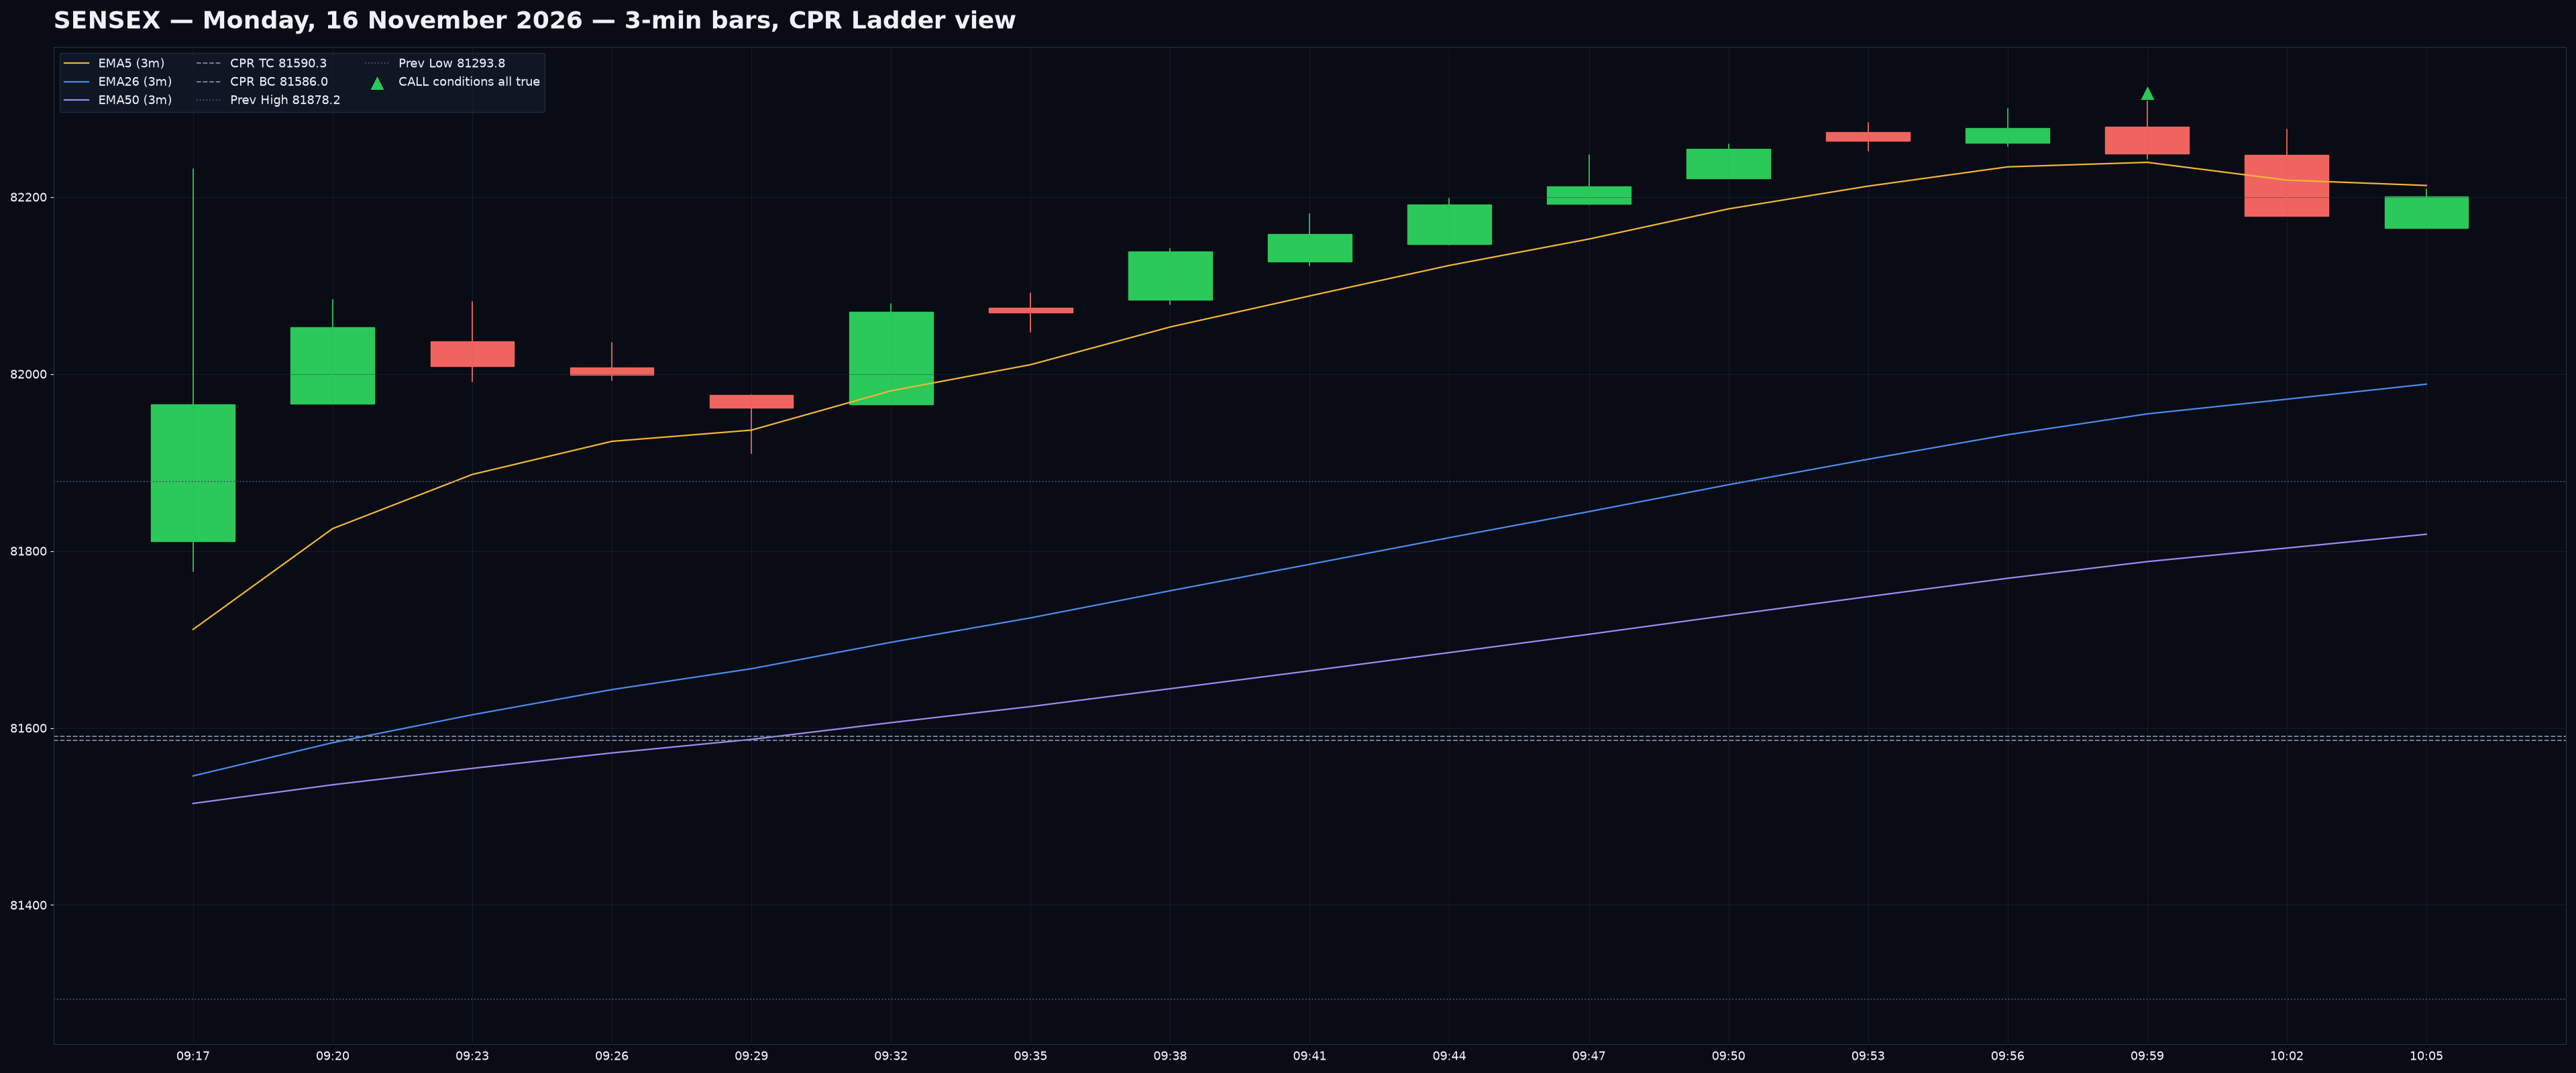 SENSEX — Monday, 16 November 2026 — 3-min bars, CPR Ladder view
EMA5 (3m)
EMA26 (3m)
EMA50 (3m)
CPR TC 81590.3
CPR BC 81586.0
Prev High 81878.2
Prev Low 81293.8
CALL conditions all true
82200
82000
81800
81600
81400
09:17 09:20 09:23 09:26 09:29 09:32 09:35 09:38 09:41 09:44 09:47 09:50 09:53 09:56 09:59 10:02 10:05